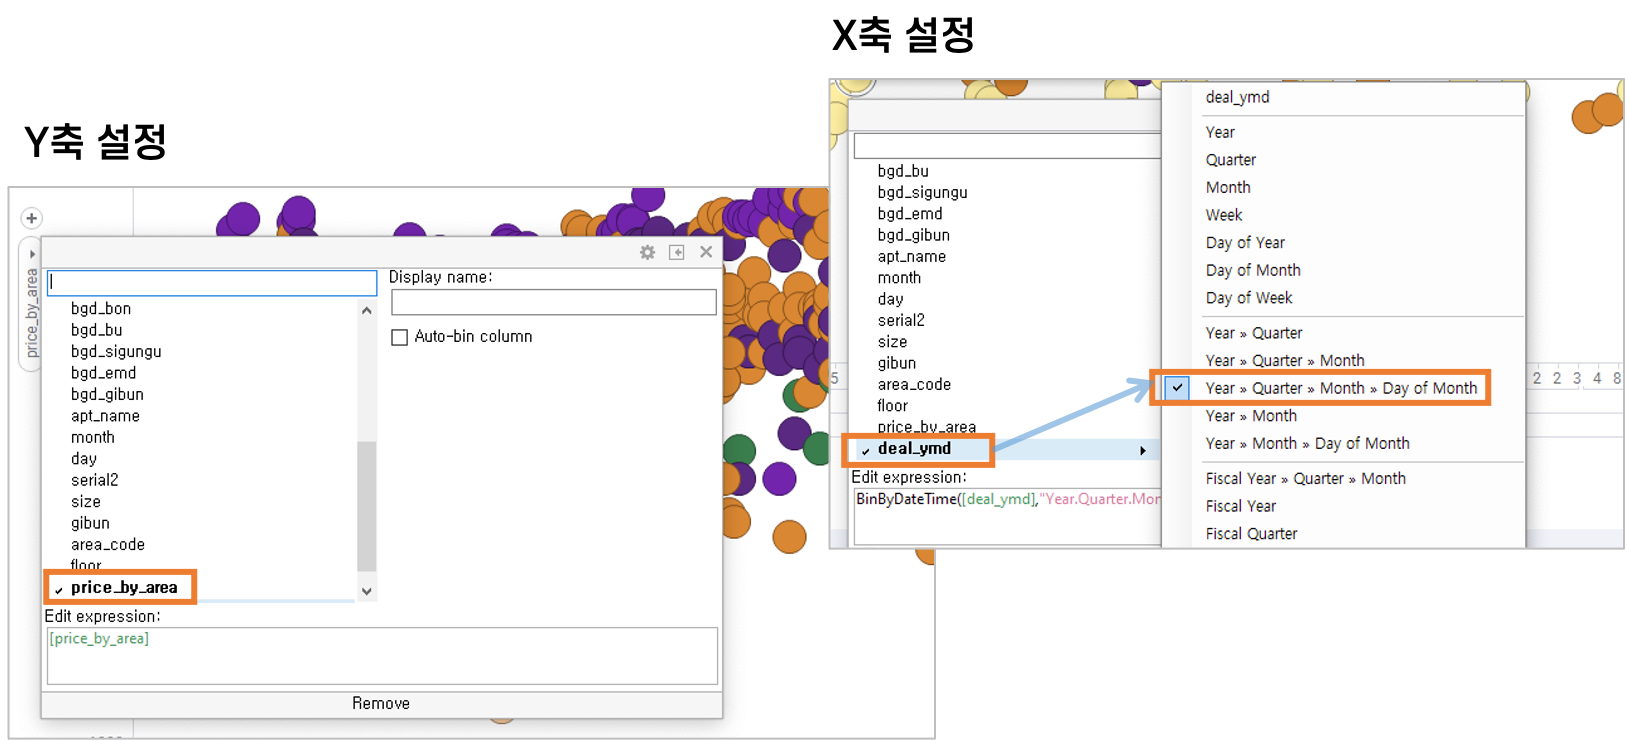 X축 설정
Y축 설정
price_by_area
Display name:
Auto-bin column
bgd_bon
bgd_bu
bgd_sigungu
bgd_emd
bgd_gibun
apt_name
month
day
serial2
size
gibun
area_code
floor
price_by_area
Edit expression:
[price_by_area]
Remove
bgd_bu
bgd_sigungu
bgd_emd
bgd_gibun
apt_name
month
day
serial2
size
gibun
area_code
floor
price_by_area
deal_ymd
Edit expression:
BinByDateTime([deal_ymd],"Year.Quarter.Mon
deal_ymd
Year
Quarter
Month
Week
Day of Year
Day of Month
Day of Week
Year » Quarter
Year » Quarter » Month
Year » Quarter » Month » Day of Month
Year » Month
Year » Month » Day of Month
Fiscal Year » Quarter » Month
Fiscal Year
Fiscal Quarter
5
2 2 3 4 8